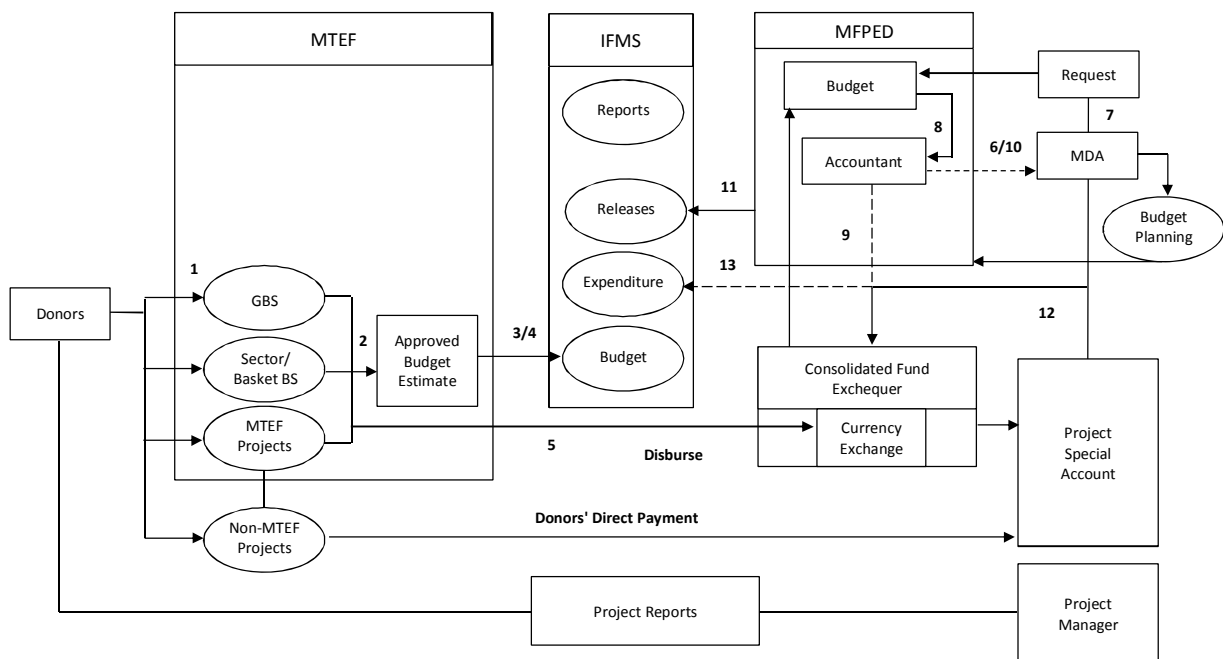 MTEF
IFMS
MFPED
Request
Budget
Reports
7
8
6/10
MDA
Accountant
11
Releases
Budget
Planning
9
1
13
Expenditure
GBS
Donors
12
2
3/4
Approved
Budget
Estimate
Budget
Sector/
Basket BS
Consolidated Fund
Exchequer
MTEF
Projects
Currency
Exchange
5
Disburse
Project
Special
Account
Donors' Direct Payment
Non-MTEF
Projects
Project Reports
Project
Manager